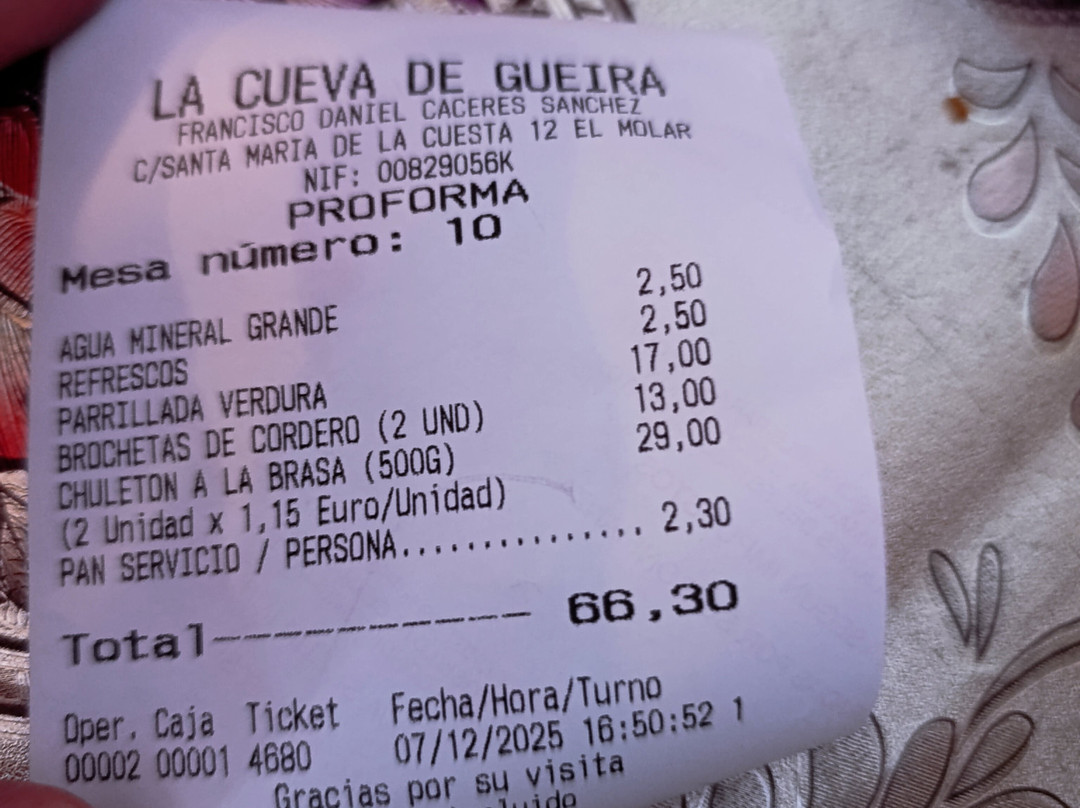 LA CUEVA DE GUEIRA
FRANCISCO DANIEL CACERES SANCHEZ
C/SANTA MARIA DE LA CUESTA 12 EL MOLAR
NIF: 00829056K
PROFORMA
Mesa número: 10
AGUA MINERAL GRANDE 2,50
REFRESCOS 2,50
PARRILLADA VERDURA 17,00
BROCHETAS DE CORDERO (2 UND) 13,00
CHULETON A LA BRASA (500G) 29,00
(2 Unidad x 1,15 Euro/Unidad)
PAN SERVICIO / PERSONA............... 2,30
Total--------------- 66,30
Oper. Caja Ticket Fecha/Hora/Turno
00002 00001 4680 07/12/2025 16:50:52 1
Gracias por su visita